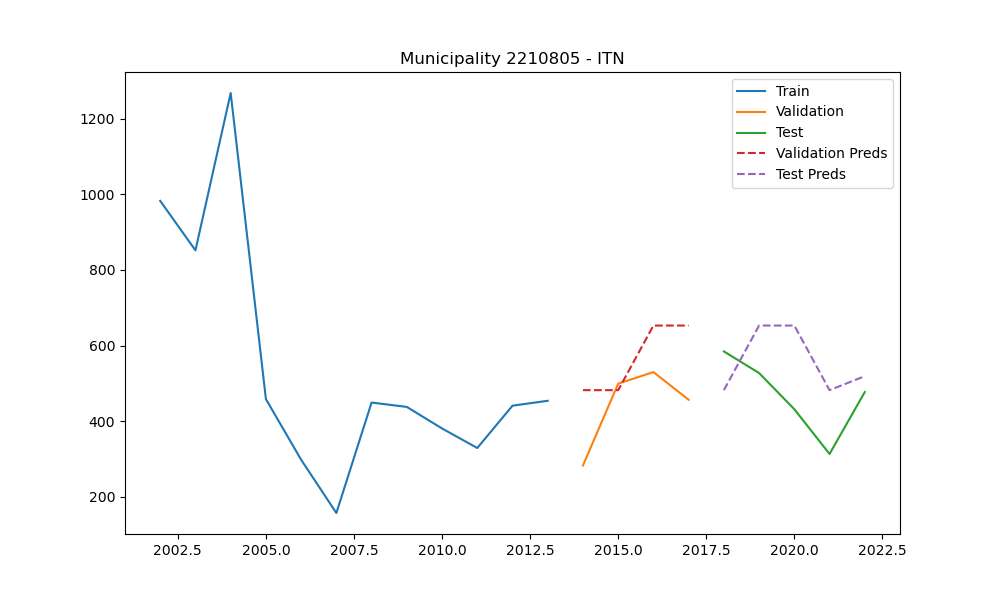 Municipality 2210805 - ITN
Train
Validation
Test
Validation Preds
Test Preds
1200
1000
800
600
400
200
2002.5 2005.0 2007.5 2010.0 2012.5 2015.0 2017.5 2020.0 2022.5